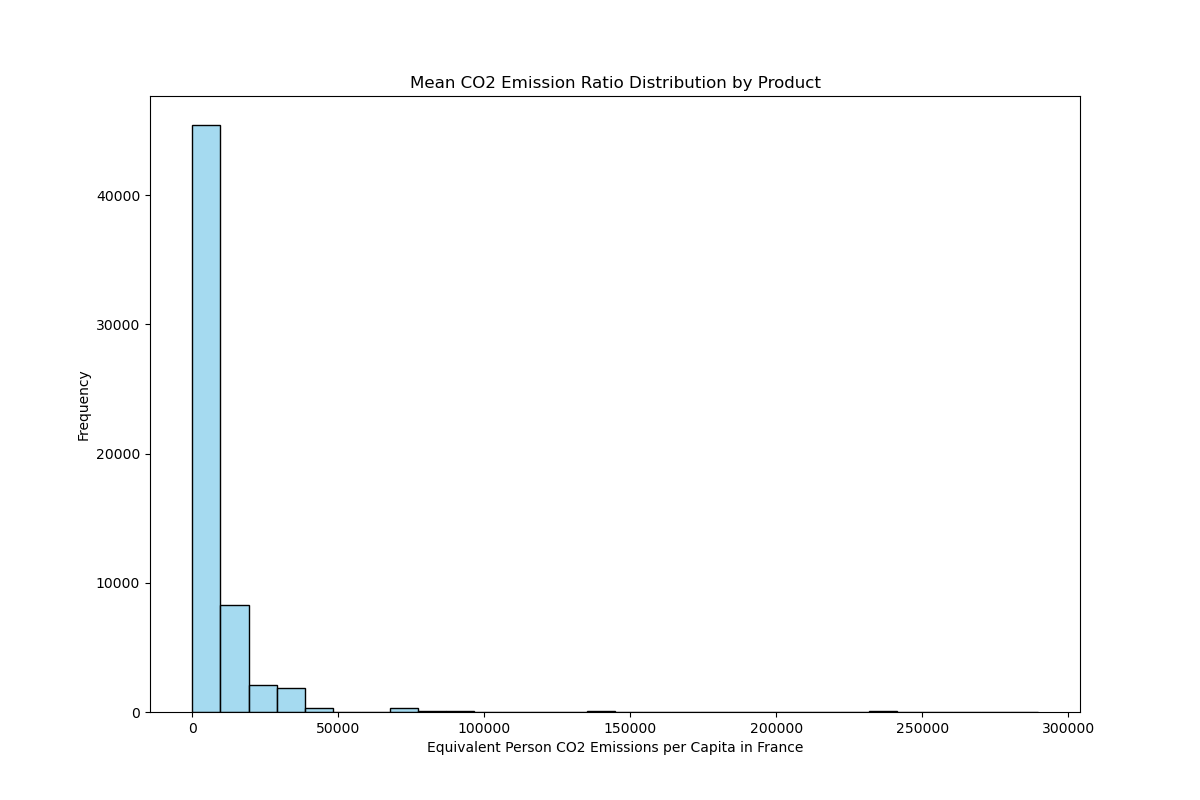 Mean CO2 Emission Ratio Distribution by Product
40000
30000
20000
10000
0
Frequency
0 50000 100000 150000 200000 250000 300000
Equivalent Person CO2 Emissions per Capita in France